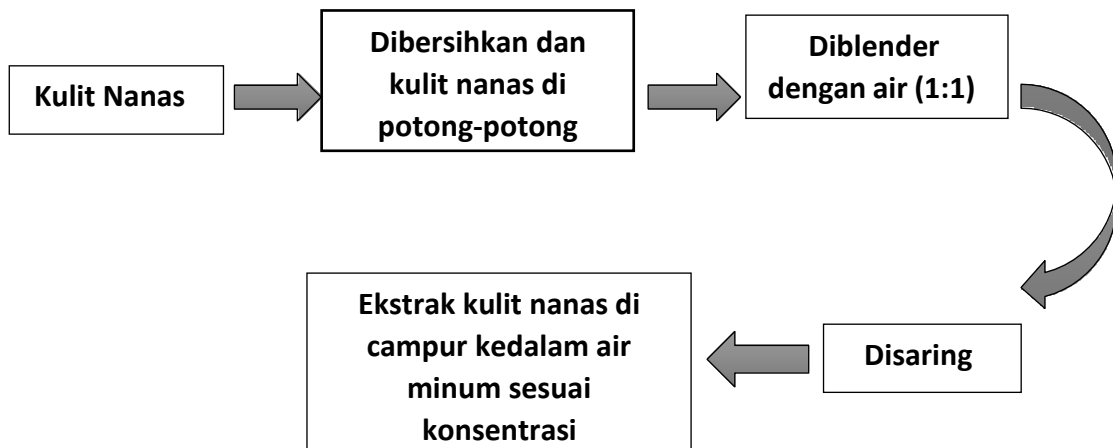 Kulit Nanas
Dibersihkan dan
kulit nanas di
potong-potong
Diblender
dengan air (1:1)
Disaring
Ekstrak kulit nanas di
campur kedalam air
minum sesuai
konsentrasi